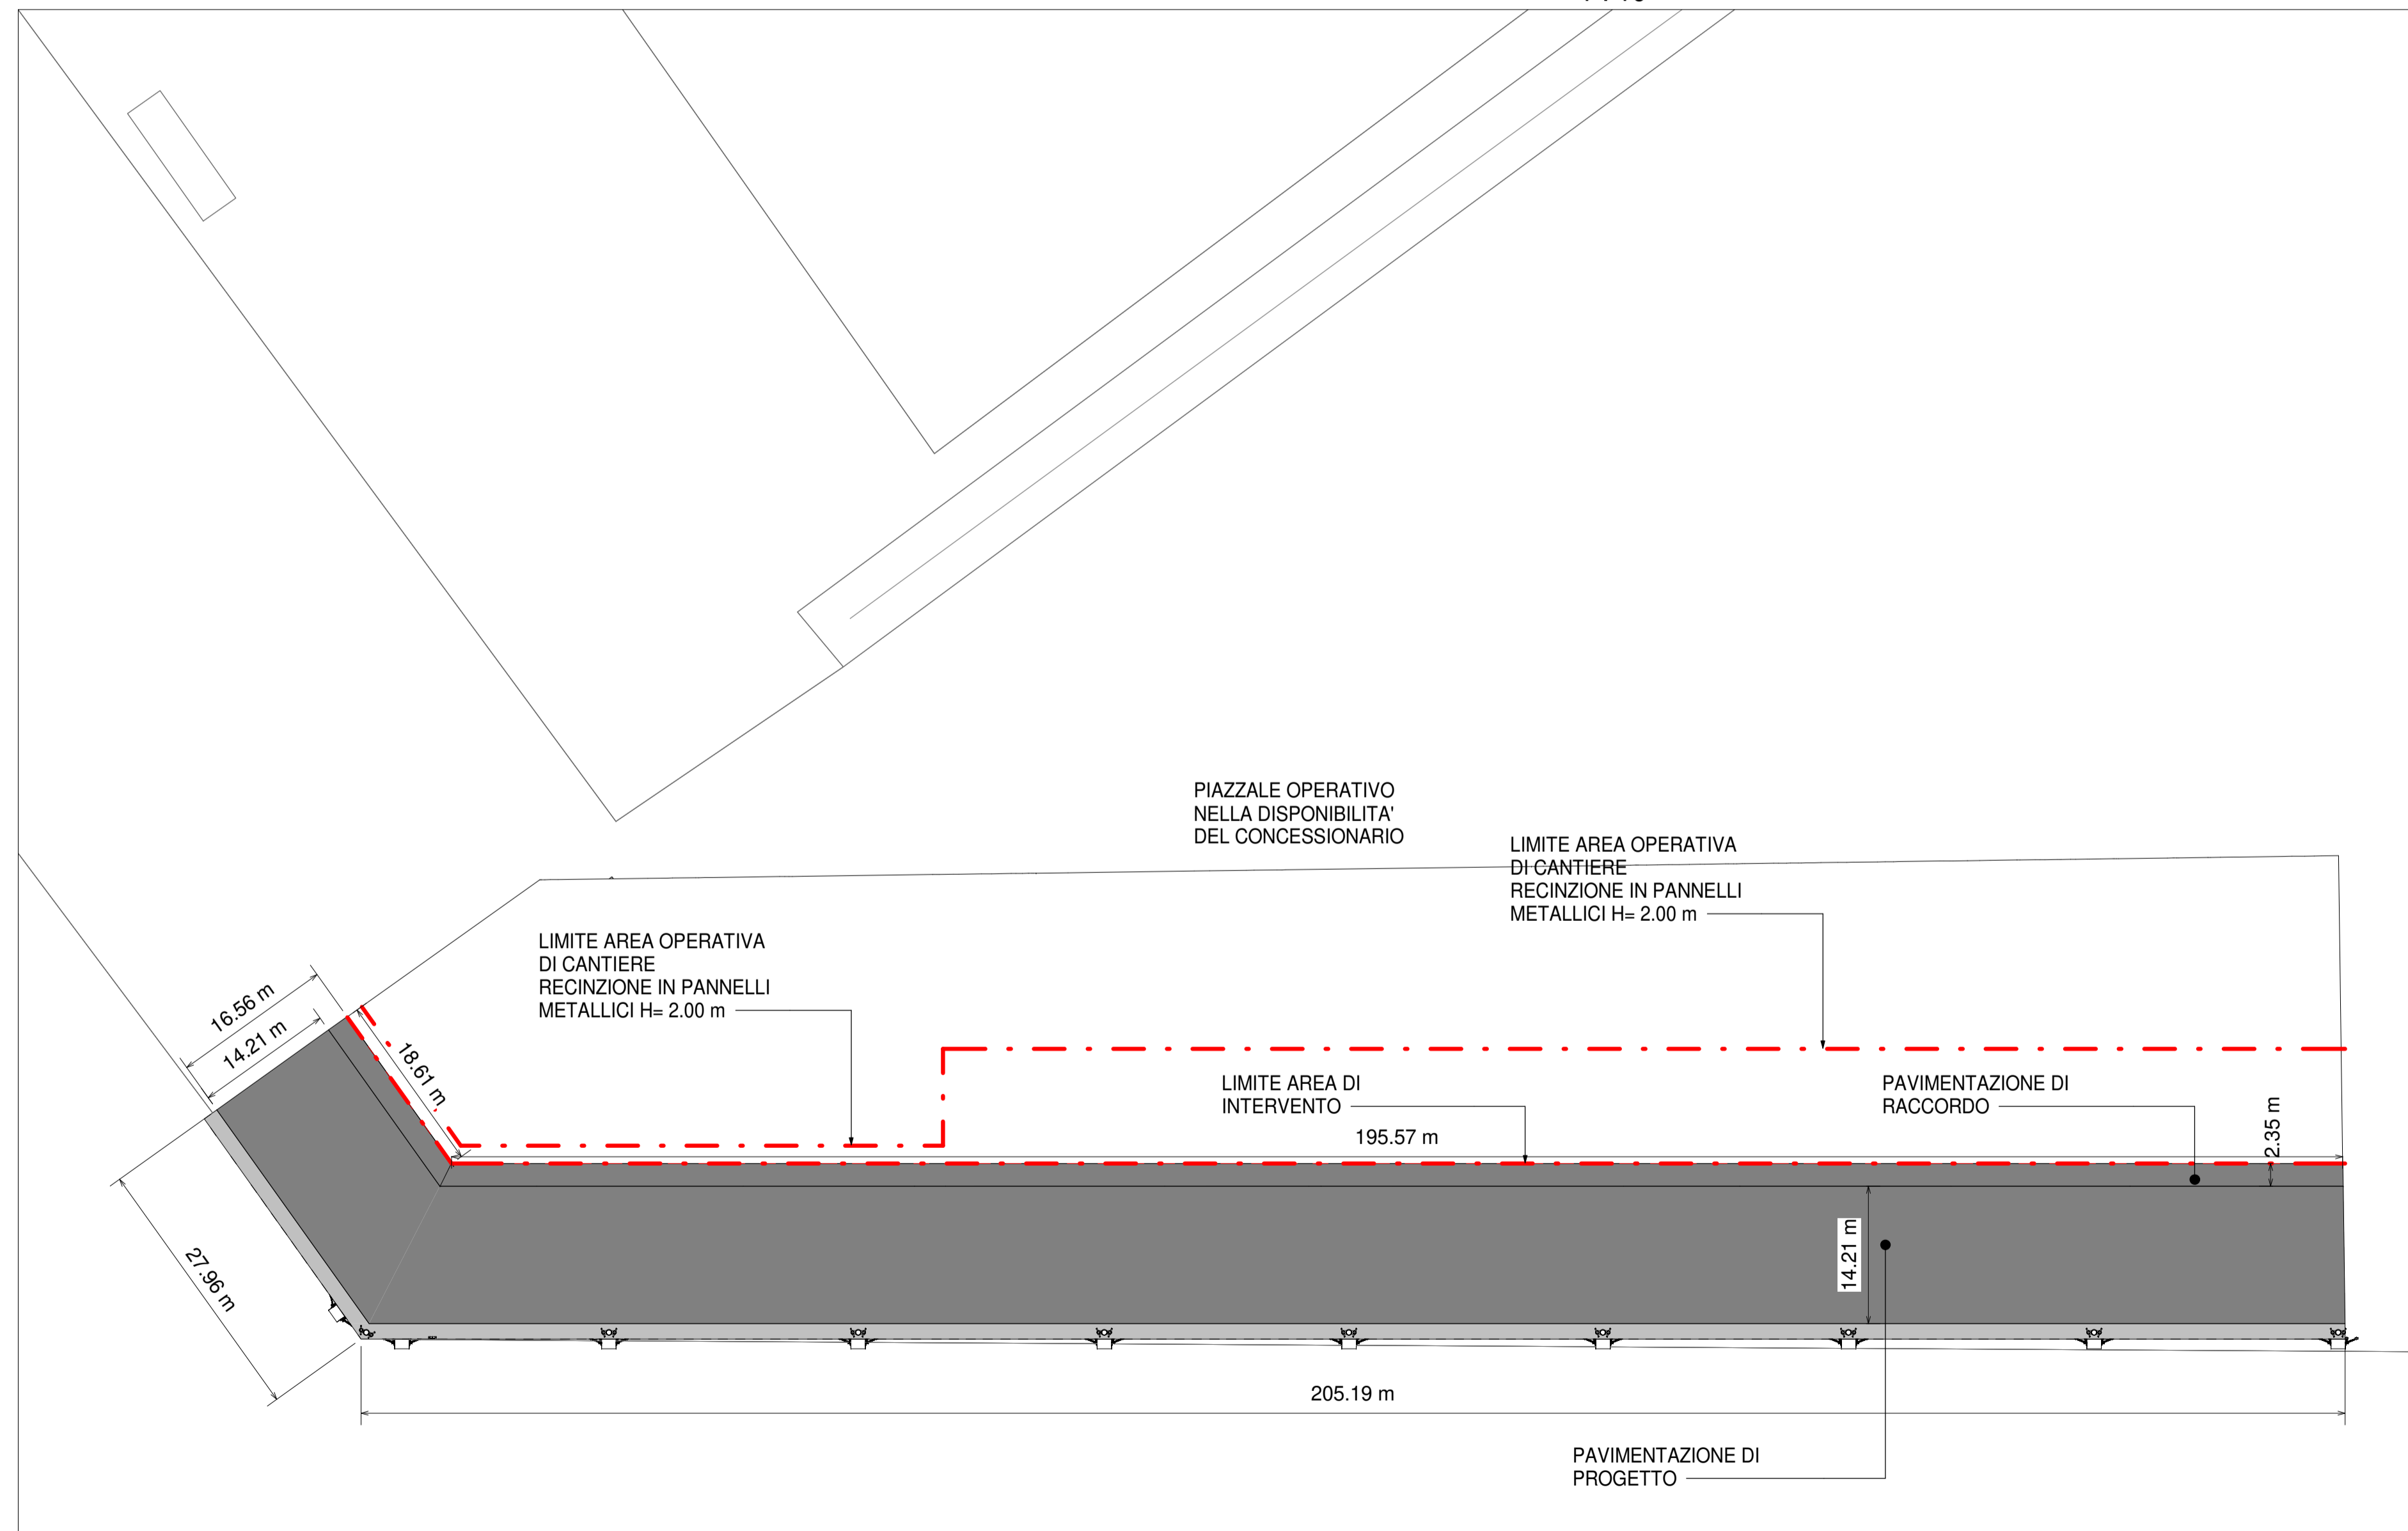 PIAZZALE OPERATIVO
NELLA DISPONIBILITA'
DEL CONCESSIONARIO
LIMITE AREA OPERATIVA
DI CANTIERE
RECINZIONE IN PANNELLI
METALLICI H= 2.00 m
LIMITE AREA OPERATIVA
DI CANTIERE
RECINZIONE IN PANNELLI
METALLICI H= 2.00 m
16.56 m
14.21 m
18.61 m
LIMITE AREA DI
INTERVENTO
PAVIMENTAZIONE DI
RACCORDO
195.57 m
2.35 m
14.21 m
27.96 m
205.19 m
PAVIMENTAZIONE DI
PROGETTO